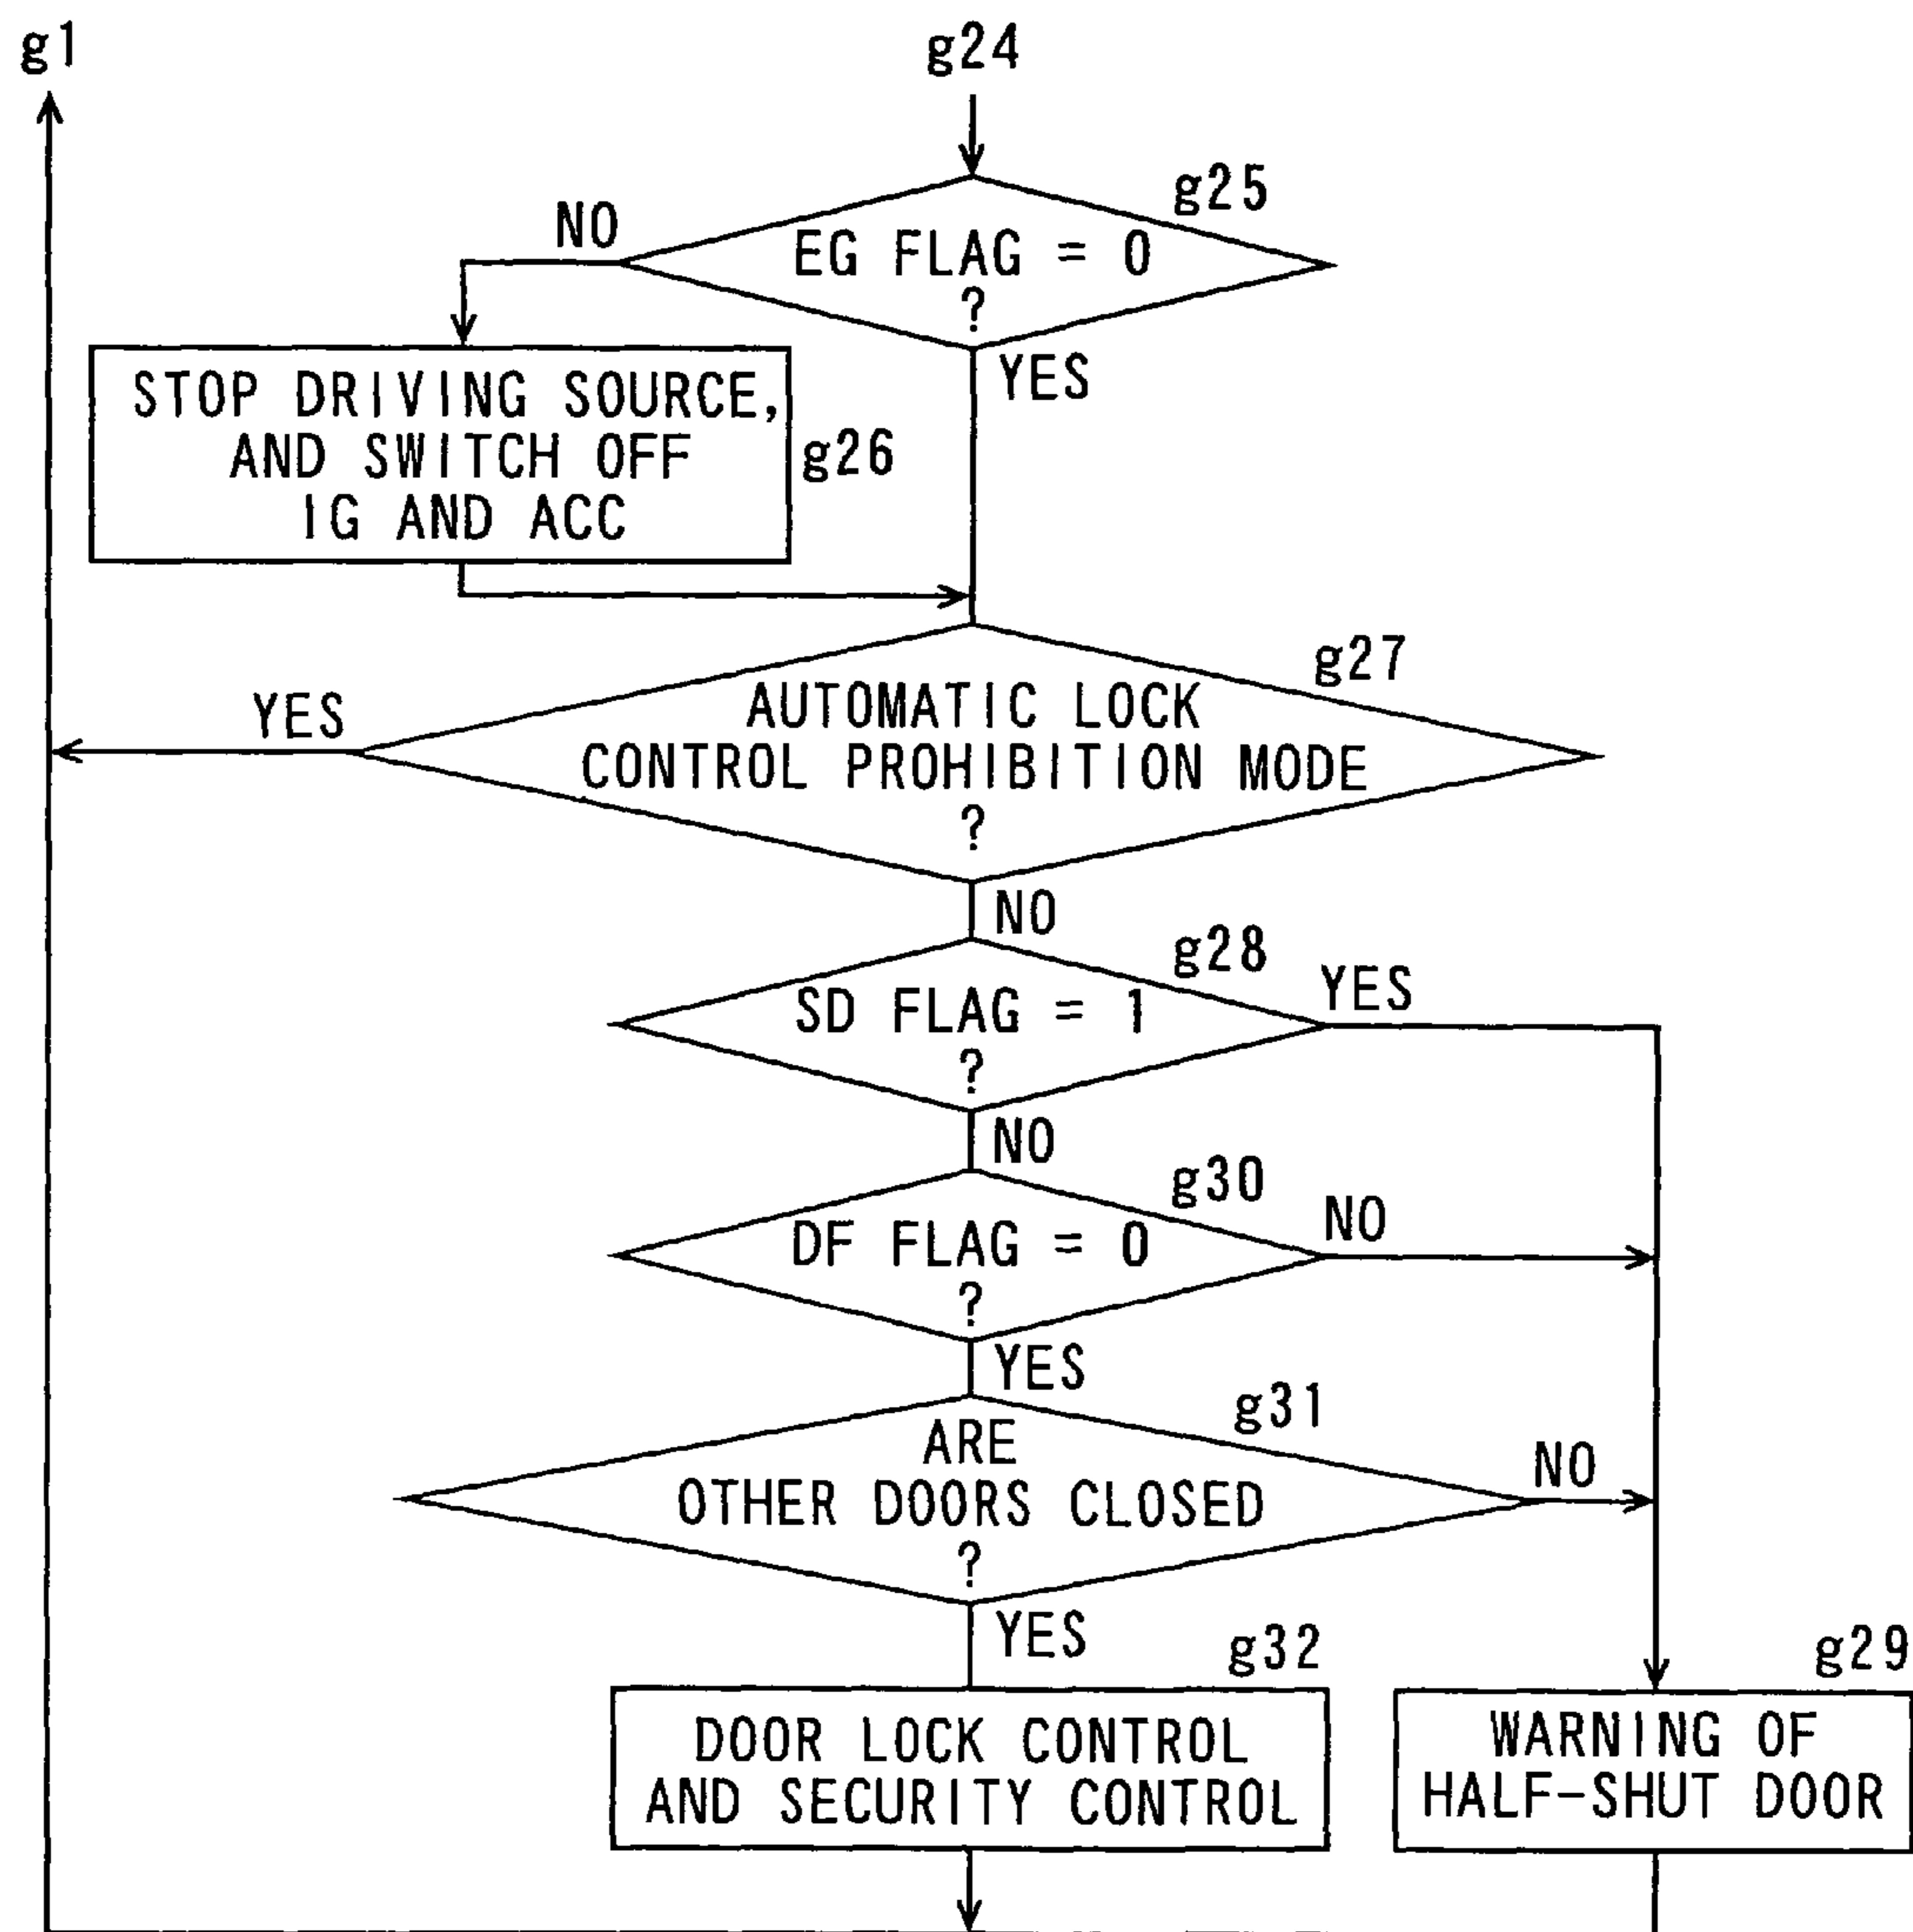 g1
g24
g25
NO
EG FLAG = 0
?
YES
STOP DRIVING SOURCE,
AND SWITCH OFF
IG AND ACC
g26
g27
YES
AUTOMATIC LOCK
CONTROL PROHIBITION MODE
?
NO
g28
YES
SD FLAG = 1
?
NO
g30
NO
DF FLAG = 0
?
YES
g31
ARE
OTHER DOORS CLOSED
?
NO
YES
g32
g29
DOOR LOCK CONTROL
AND SECURITY CONTROL
WARNING OF
HALF-SHUT DOOR